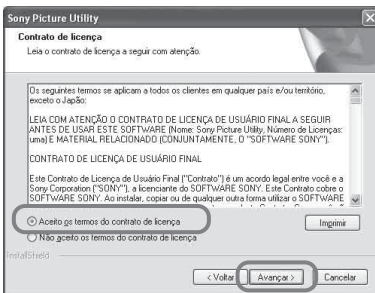 Sony Picture Utility
Contrato de licença
Leia o contrato de licença a seguir com atenção.
Os seguintes termos se aplicam a todos os clientes em qualquer país e/ou território,
exceto o Japão:
LEIA COM ATENÇÃO O CONTRATO DE LICENÇA DE USUÁRIO FINAL A SEGUIR
ANTES DE USAR ESTE SOFTWARE (Nome: Sony Picture Utility, Número de Licenças:
uma) E MATERIAL RELACIONADO (CONJUNTAMENTE, O "SOFTWARE SONY").
CONTRATO DE LICENÇA DE USUÁRIO FINAL
Este Contrato de Licença de Usuário Final ("Contrato") é um acordo legal entre você e a
Sony Corporation ("SONY"), a licenciante do SOFTWARE SONY. Este Contrato cobre o
SOFTWARE SONY. Ao instalar, copiar ou de qualquer outra forma utilizar o SOFTWARE
Aceito os termos do contrato de licença
Imprimir
Não aceito os termos do contrato de licença
InstallShield
< Voltar
Avançar >
Cancelar